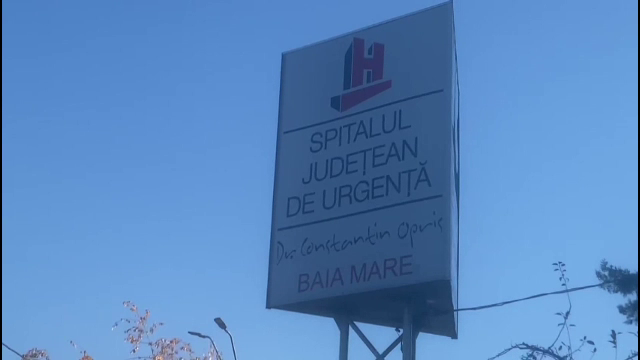 H
SPITALUL
JUDEȚEAN
DE URGENȚĂ
Dr. Constantin Opriș
BAIA MARE